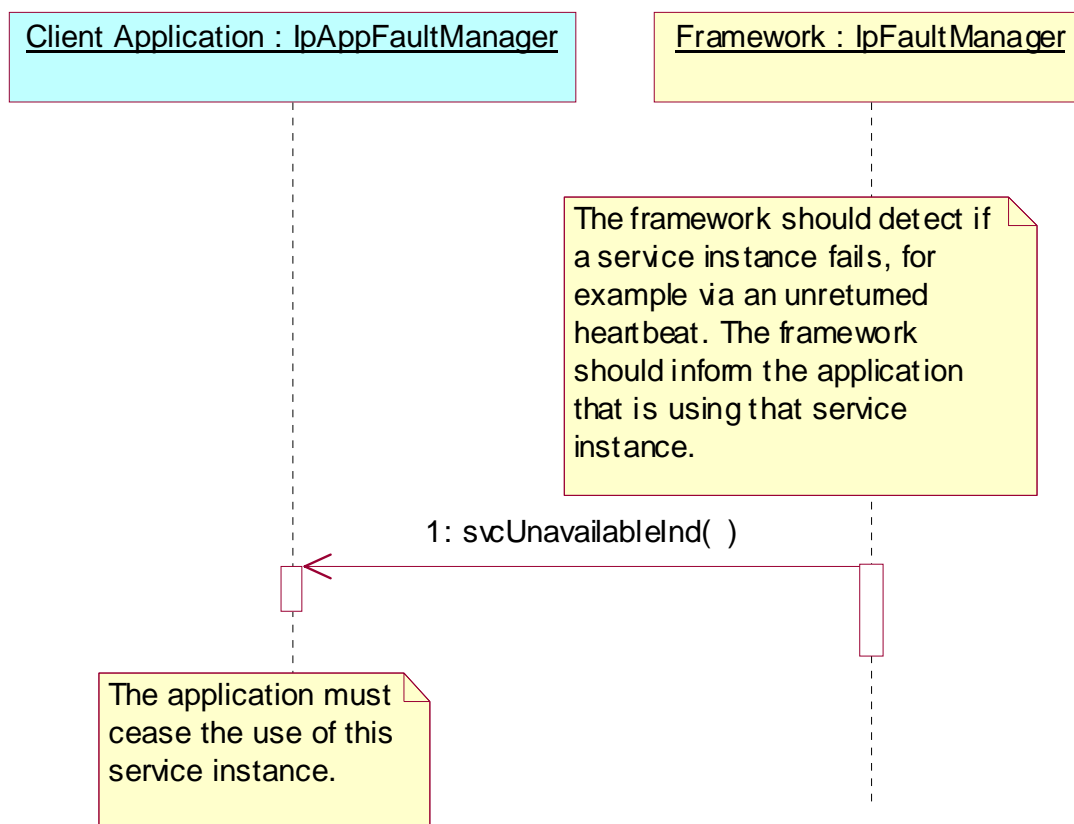 Client Application : IpAppFaultManager
Framework : IpFaultManager
The framework should detect if
a service instance fails, for
example via an unreturned
heartbeat. The framework
should inform the application
that is using that service
instance.
1: svcUnavailableInd( )
The application must
cease the use of this
service instance.